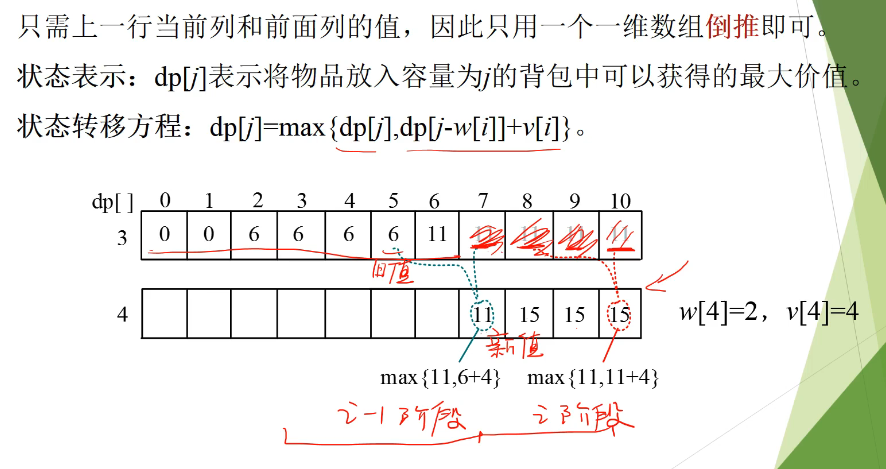 只需上一行当前列和前面列的值，因此只用一个一维数组倒推即可。
状态表示：dp[j]表示将物品放入容量为j的背包中可以获得的最大价值。
状态转移方程：dp[j]=max{dp[j],dp[j-w[i]]+v[i]}。
dp[ ] 0 1 2 3 4 5 6 7 8 9 10
3 0 0 6 6 6 6 11
旧值
4 11 15 15 15 w[4]=2，v[4]=4
新值
max{11,6+4} max{11,11+4}
i-1阶段 i阶段